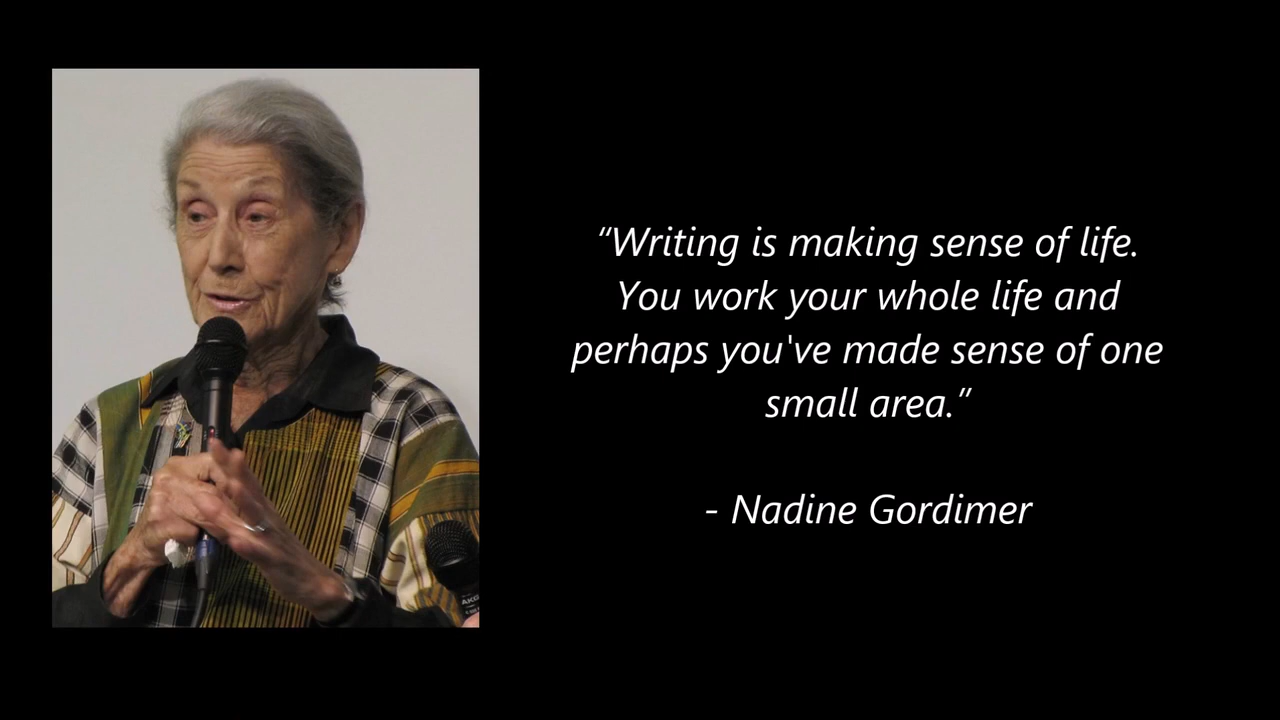 “Writing is making sense of life.
You work your whole life and
perhaps you've made sense of one
small area.”
- Nadine Gordimer
AKG